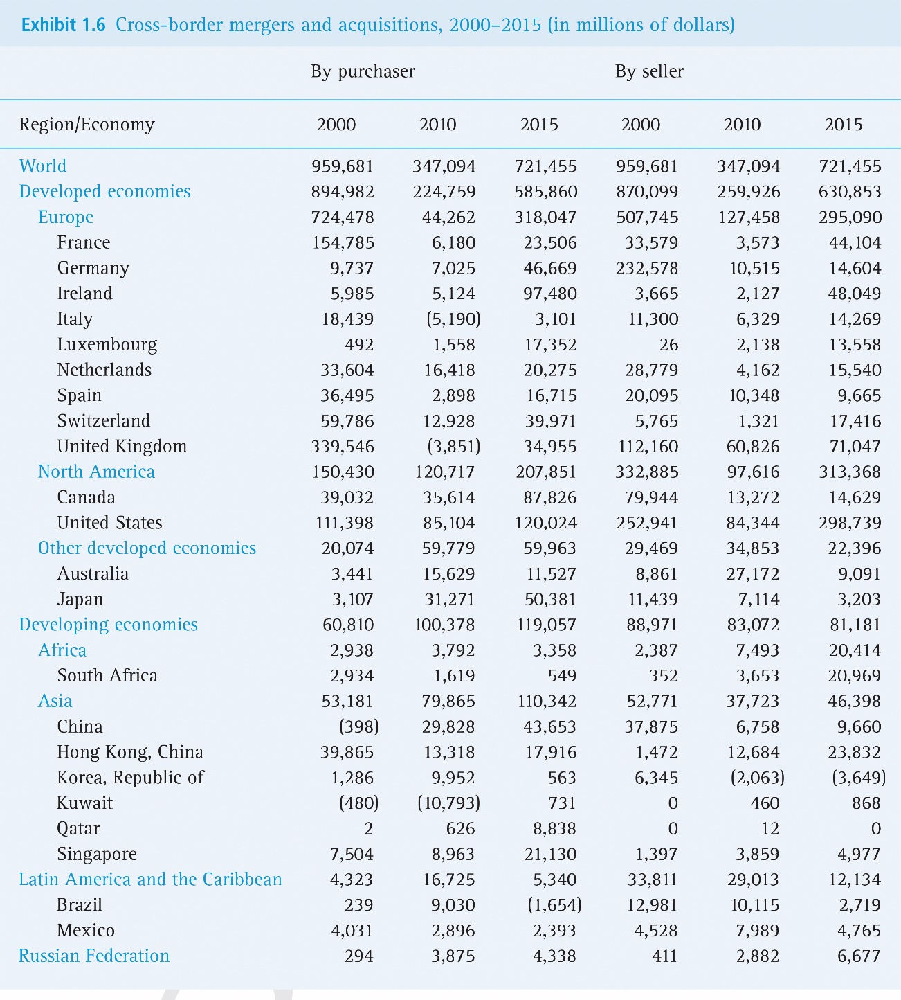 Exhibit 1.6 Cross-border mergers and acquisitions, 2000–2015 (in millions of dollars)
By purchaser By seller
Region/Economy 2000 2010 2015 2000 2010 2015
World 959,681 347,094 721,455 959,681 347,094 721,455
Developed economies 894,982 224,759 585,860 870,099 259,926 630,853
Europe 724,478 44,262 318,047 507,745 127,458 295,090
France 154,785 6,180 23,506 33,579 3,573 44,104
Germany 9,737 7,025 46,669 232,578 10,515 14,604
Ireland 5,985 5,124 97,480 3,665 2,127 48,049
Italy 18,439 (5,190) 3,101 11,300 6,329 14,269
Luxembourg 492 1,558 17,352 26 2,138 13,558
Netherlands 33,604 16,418 20,275 28,779 4,162 15,540
Spain 36,495 2,898 16,715 20,095 10,348 9,665
Switzerland 59,786 12,928 39,971 5,765 1,321 17,416
United Kingdom 339,546 (3,851) 34,955 112,160 60,826 71,047
North America 150,430 120,717 207,851 332,885 97,616 313,368
Canada 39,032 35,614 87,826 79,944 13,272 14,629
United States 111,398 85,104 120,024 252,941 84,344 298,739
Other developed economies 20,074 59,779 59,963 29,469 34,853 22,396
Australia 3,441 15,629 11,527 8,861 27,172 9,091
Japan 3,107 31,271 50,381 11,439 7,114 3,203
Developing economies 60,810 100,378 119,057 88,971 83,072 81,181
Africa 2,938 3,792 3,358 2,387 7,493 20,414
South Africa 2,934 1,619 549 352 3,653 20,969
Asia 53,181 79,865 110,342 52,771 37,723 46,398
China (398) 29,828 43,653 37,875 6,758 9,660
Hong Kong, China 39,865 13,318 17,916 1,472 12,684 23,832
Korea, Republic of 1,286 9,952 563 6,345 (2,063) (3,649)
Kuwait (480) (10,793) 731 0 460 868
Qatar 2 626 8,838 0 12 0
Singapore 7,504 8,963 21,130 1,397 3,859 4,977
Latin America and the Caribbean 4,323 16,725 5,340 33,811 29,013 12,134
Brazil 239 9,030 (1,654) 12,981 10,115 2,719
Mexico 4,031 2,896 2,393 4,528 7,989 4,765
Russian Federation 294 3,875 4,338 411 2,882 6,677